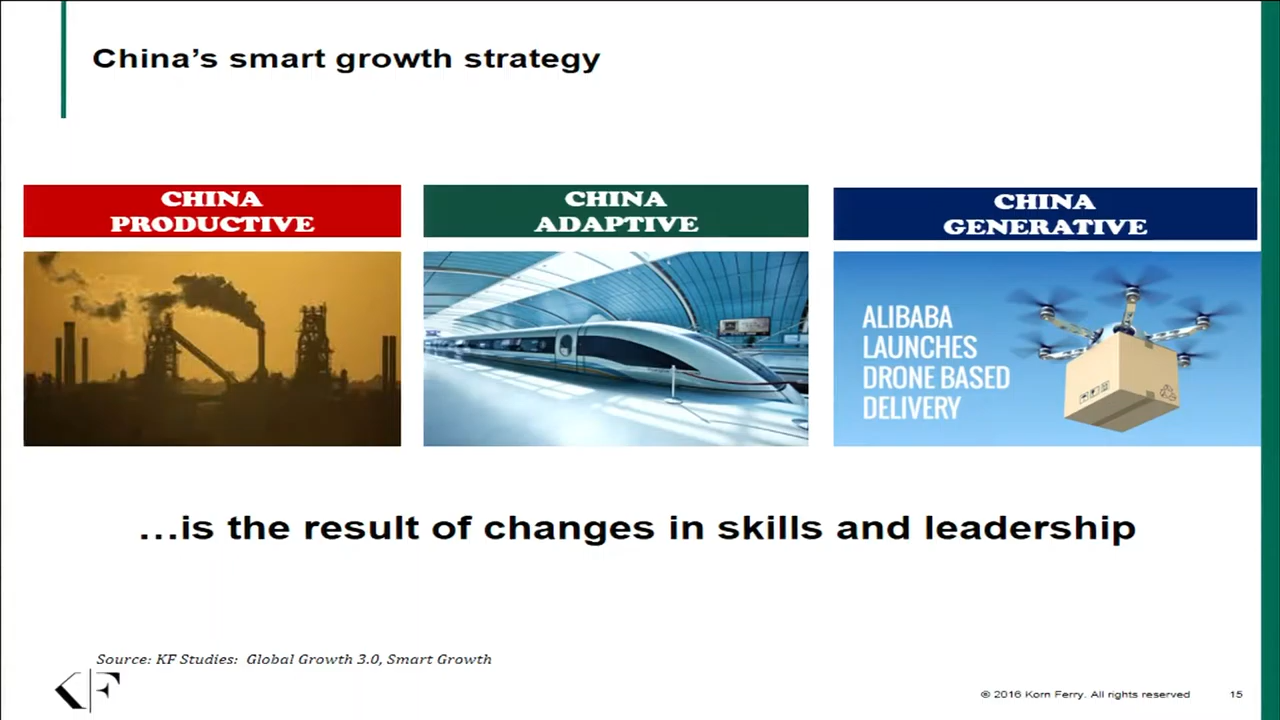 China's smart growth strategy
CHINA
PRODUCTIVE
CHINA
ADAPTIVE
CHINA
GENERATIVE
ALIBABA
LAUNCHES
DRONE BASED
DELIVERY
...is the result of changes in skills and leadership
Source: KF Studies: Global Growth 3.0, Smart Growth
KF
© 2016 Korn Ferry. All rights reserved
15